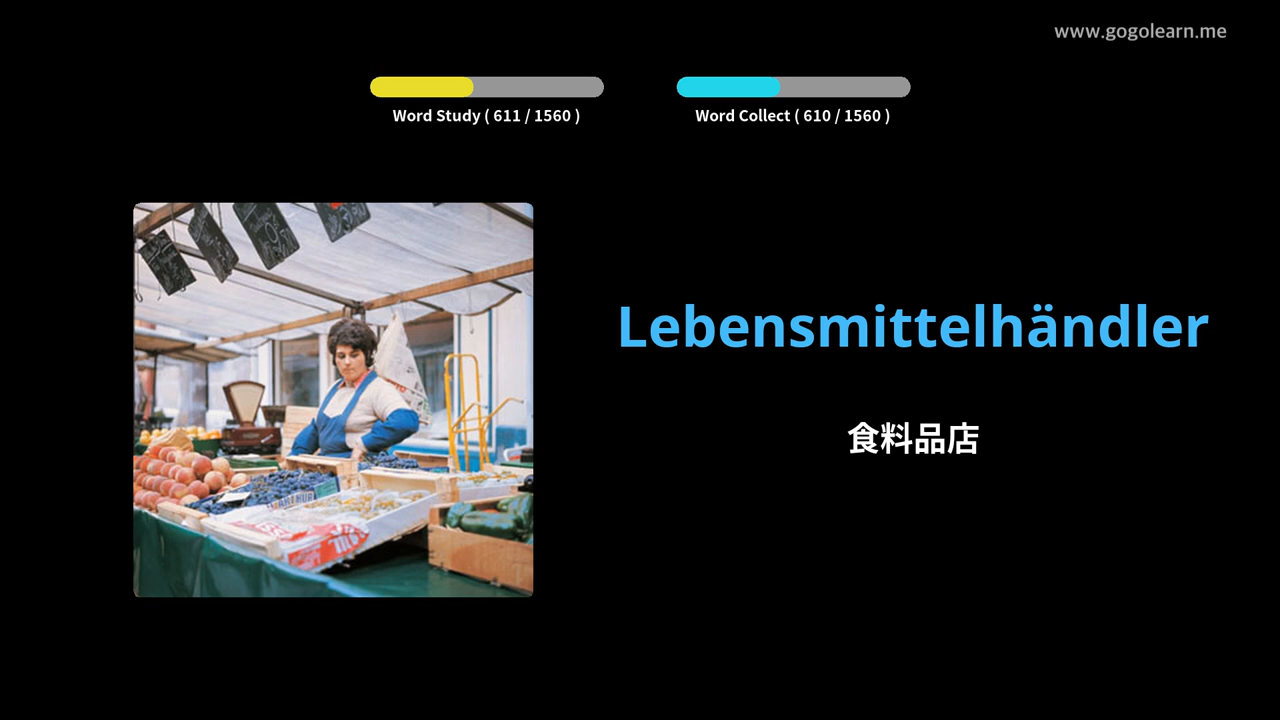 www.gogolearn.me
Word Study ( 611 / 1560 )
Word Collect ( 610 / 1560 )
Lebensmittelhändler
食料品店